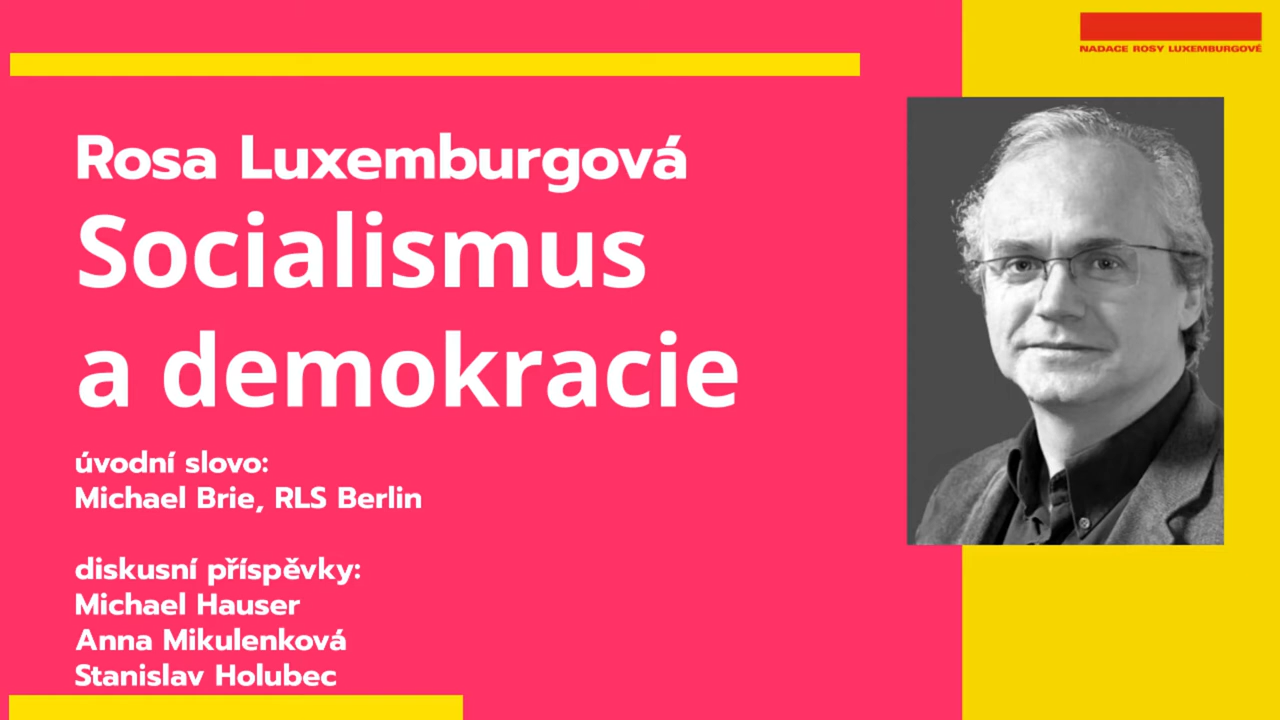 NADACE ROSY LUXEMBURGOVÉ
Rosa Luxemburgová
Socialismus
a demokracie
úvodní slovo:
Michael Brie, RLS Berlin
diskusní příspěvky:
Michael Hauser
Anna Mikulenková
Stanislav Holubec